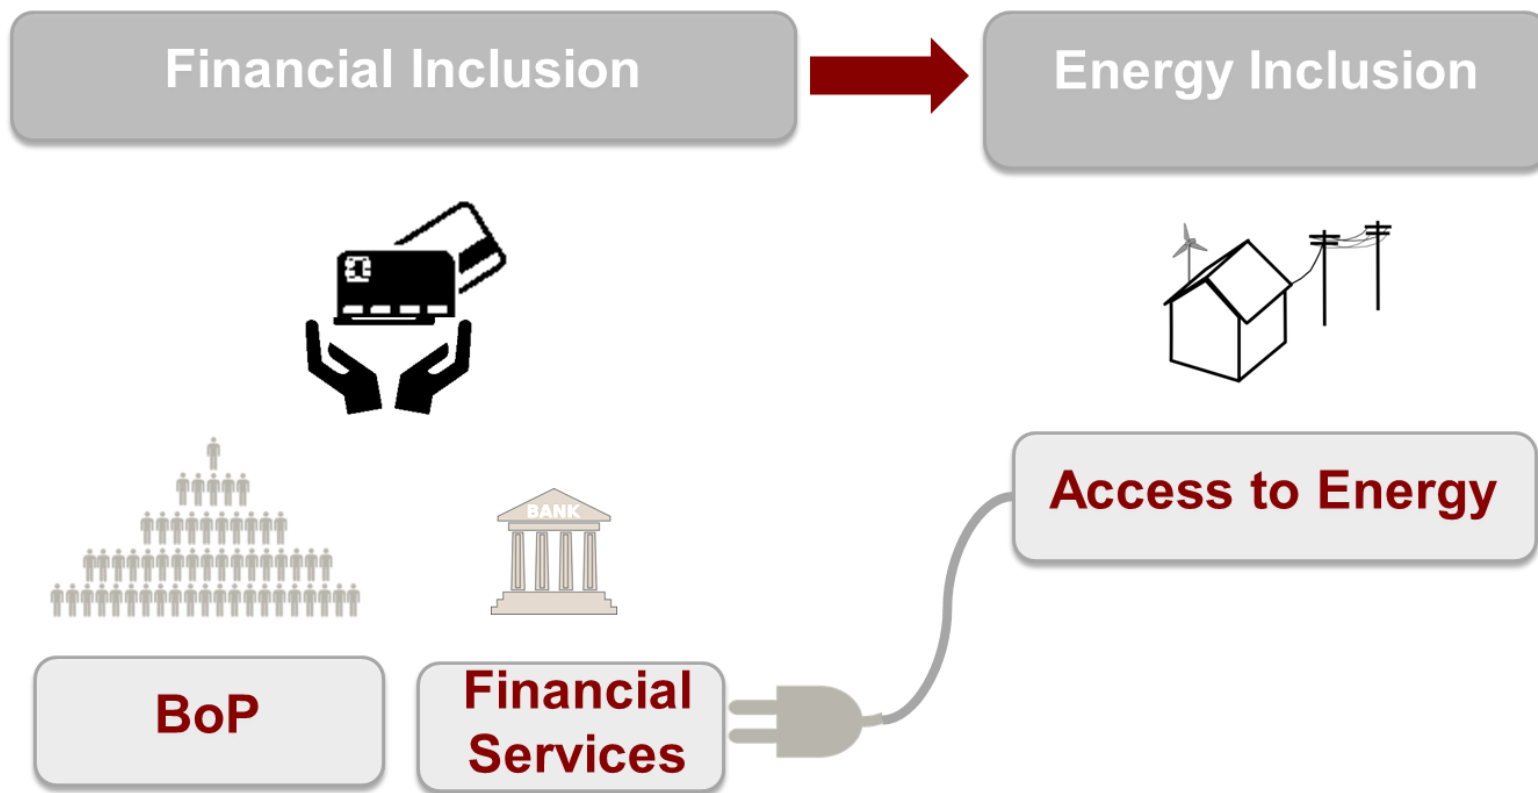 Financial Inclusion
Energy Inclusion
BANK
Access to Energy
BoP
Financial
Services